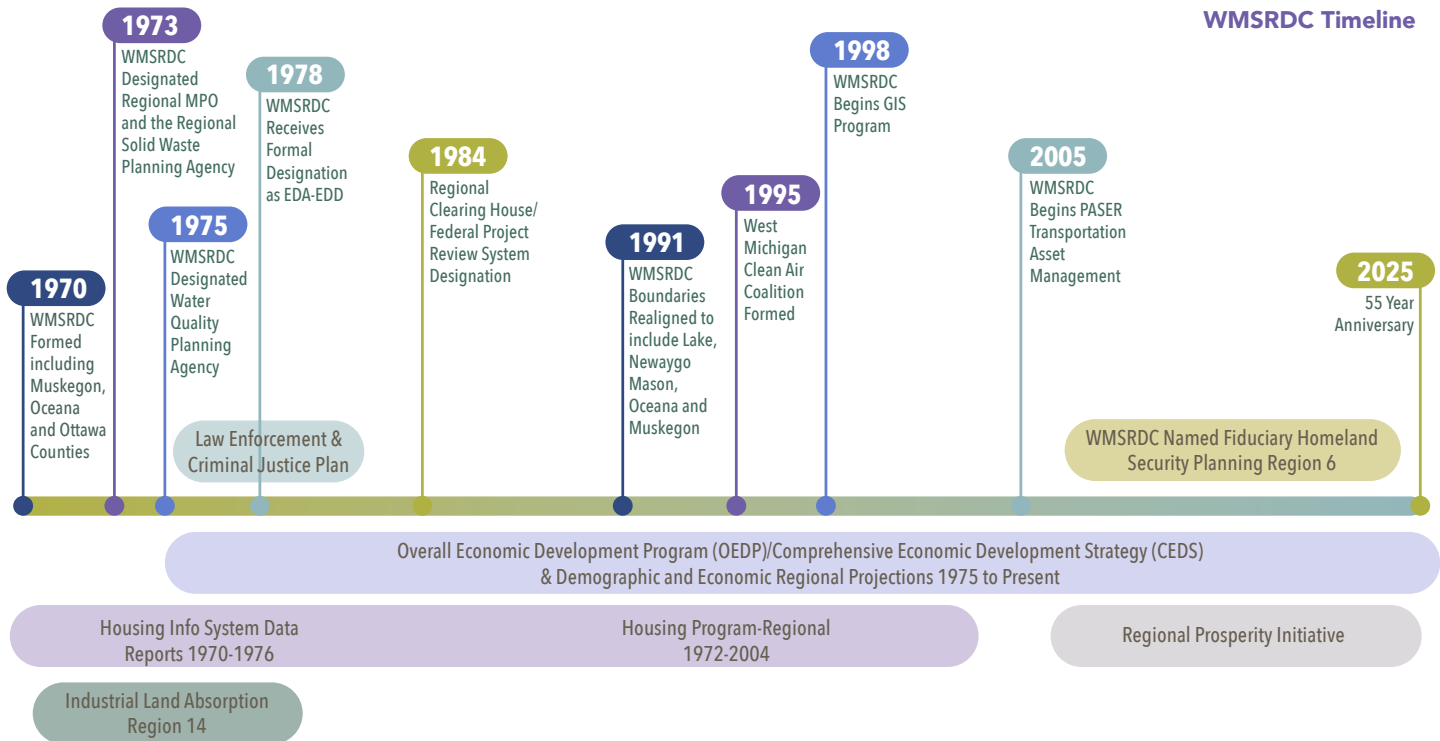 WMSRDC Timeline
1970
WMSRDC
Formed
including
Muskegon,
Oceana
and Ottawa
Counties
1973
WMSRDC
Designated
Regional MPO
and the Regional
Solid Waste
Planning Agency
1975
WMSRDC
Designated
Water
Quality
Planning
Agency
1978
WMSRDC
Receives
Formal
Designation
as EDA-EDD
1984
Regional
Clearing House/
Federal Project
Review System
Designation
1991
WMSRDC
Boundaries
Realigned to
include Lake,
Newaygo
Mason,
Oceana and
Muskegon
1995
West
Michigan
Clean Air
Coalition
Formed
1998
WMSRDC
Begins GIS
Program
2005
WMSRDC
Begins PASER
Transportation
Asset
Management
2025
55 Year
Anniversary
Law Enforcement &
Criminal Justice Plan
WMSRDC Named Fiduciary Homeland
Security Planning Region 6
Overall Economic Development Program (OEDP)/Comprehensive Economic Development Strategy (CEDS)
& Demographic and Economic Regional Projections 1975 to Present
Housing Info System Data
Reports 1970-1976
Housing Program-Regional
1972-2004
Regional Prosperity Initiative
Industrial Land Absorption
Region 14